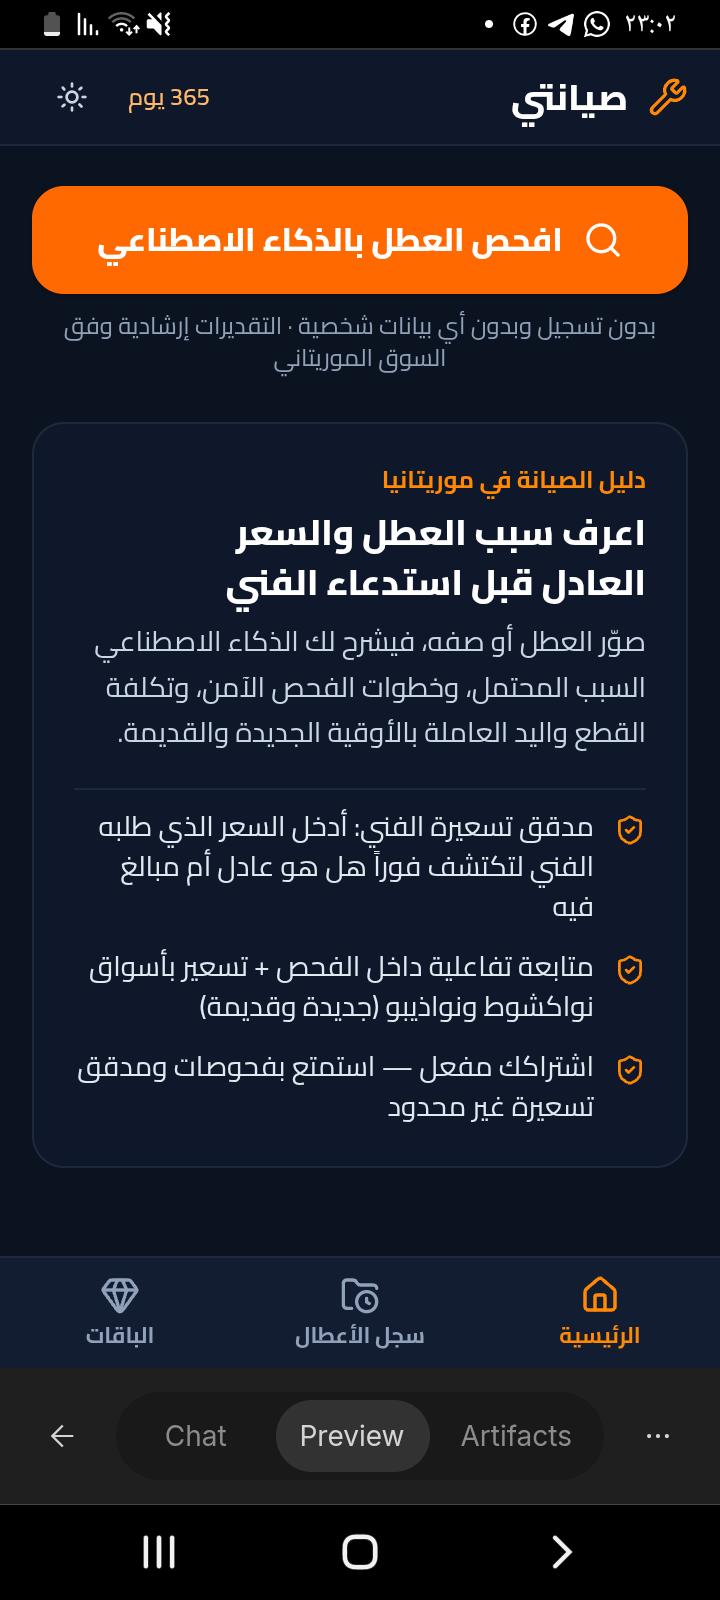 ٢٣:٠٢
صيانتي
365 يوم
افحص العطل بالذكاء الاصطناعي
بدون تسجيل وبدون أي بيانات شخصية · التقديرات إرشادية وفق
السوق الموريتاني
دليل الصيانة في موريتانيا
اعرف سبب العطل والسعر
العادل قبل استدعاء الفني
صوّر العطل أو صفه، فيشرح لك الذكاء الاصطناعي
السبب المحتمل، وخطوات الفحص الآمن، وتكلفة
القطع واليد العاملة بالأوقية الجديدة والقديمة.
مدقق تسعيرة الفني: أدخل السعر الذي طلبه
الفني لتكتشف فوراً هل هو عادل أم مبالغ
فيه
متابعة تفاعلية داخل الفحص + تسعير بأسواق
نواكشوط ونواذيبو (جديدة وقديمة)
اشتراكك مفعل — استمتع بفحوصات ومدقق
تسعيرة غير محدود
الرئيسية
سجل الأعطال
الباقات
Chat
Preview
Artifacts